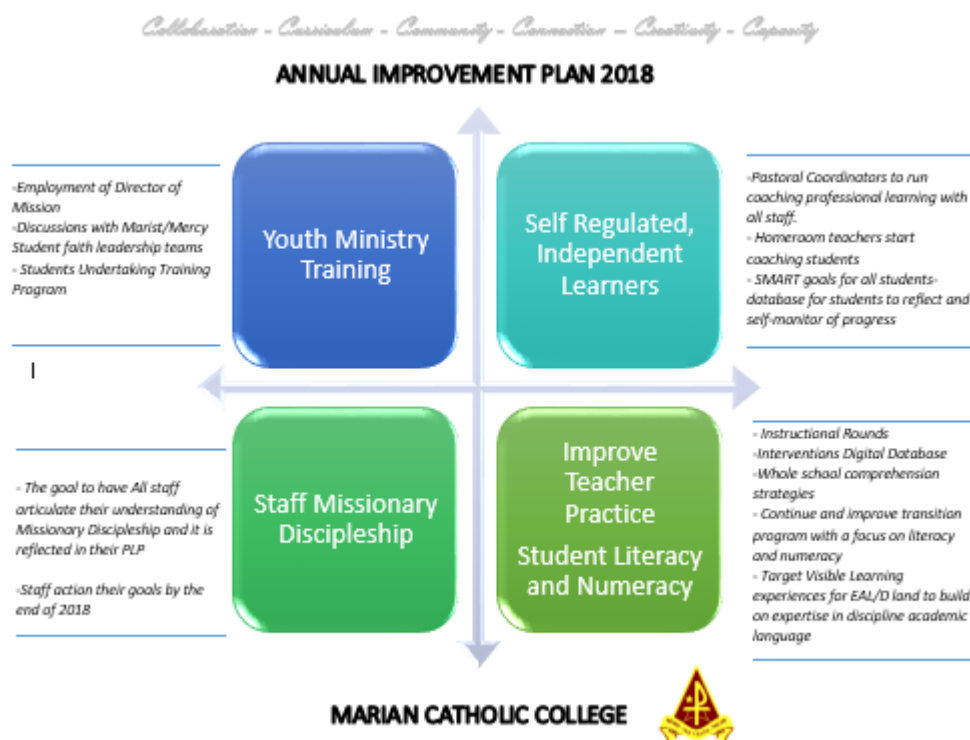 Collaboration - Curriculum - Community - Connection – Creativity - Capacity
ANNUAL IMPROVEMENT PLAN 2018
-Employment of Director of
Mission
-Discussions with Marist/Mercy
Student faith leadership teams
- Students Undertaking Training
Program
Youth Ministry
Training
Self Regulated,
Independent
Learners
-Pastoral Coordinators to run
coaching professional learning with
all staff.
- Homeroom teachers start
coaching students
- SMART goals for all students-
database for students to reflect and
self-monitor of progress
- The goal to have All staff
articulate their understanding of
Missionary Discipleship and it is
reflected in their PLP
-Staff action their goals by the
end of 2018
Staff Missionary
Discipleship
Improve
Teacher
Practice
Student Literacy
and Numeracy
- Instructional Rounds
-Interventions Digital Database
-Whole school comprehension
strategies
- Continue and improve transition
program with a focus on literacy
and numeracy
- Target Visible Learning
experiences for EAL/D land to build
on expertise in discipline academic
language
MARIAN CATHOLIC COLLEGE